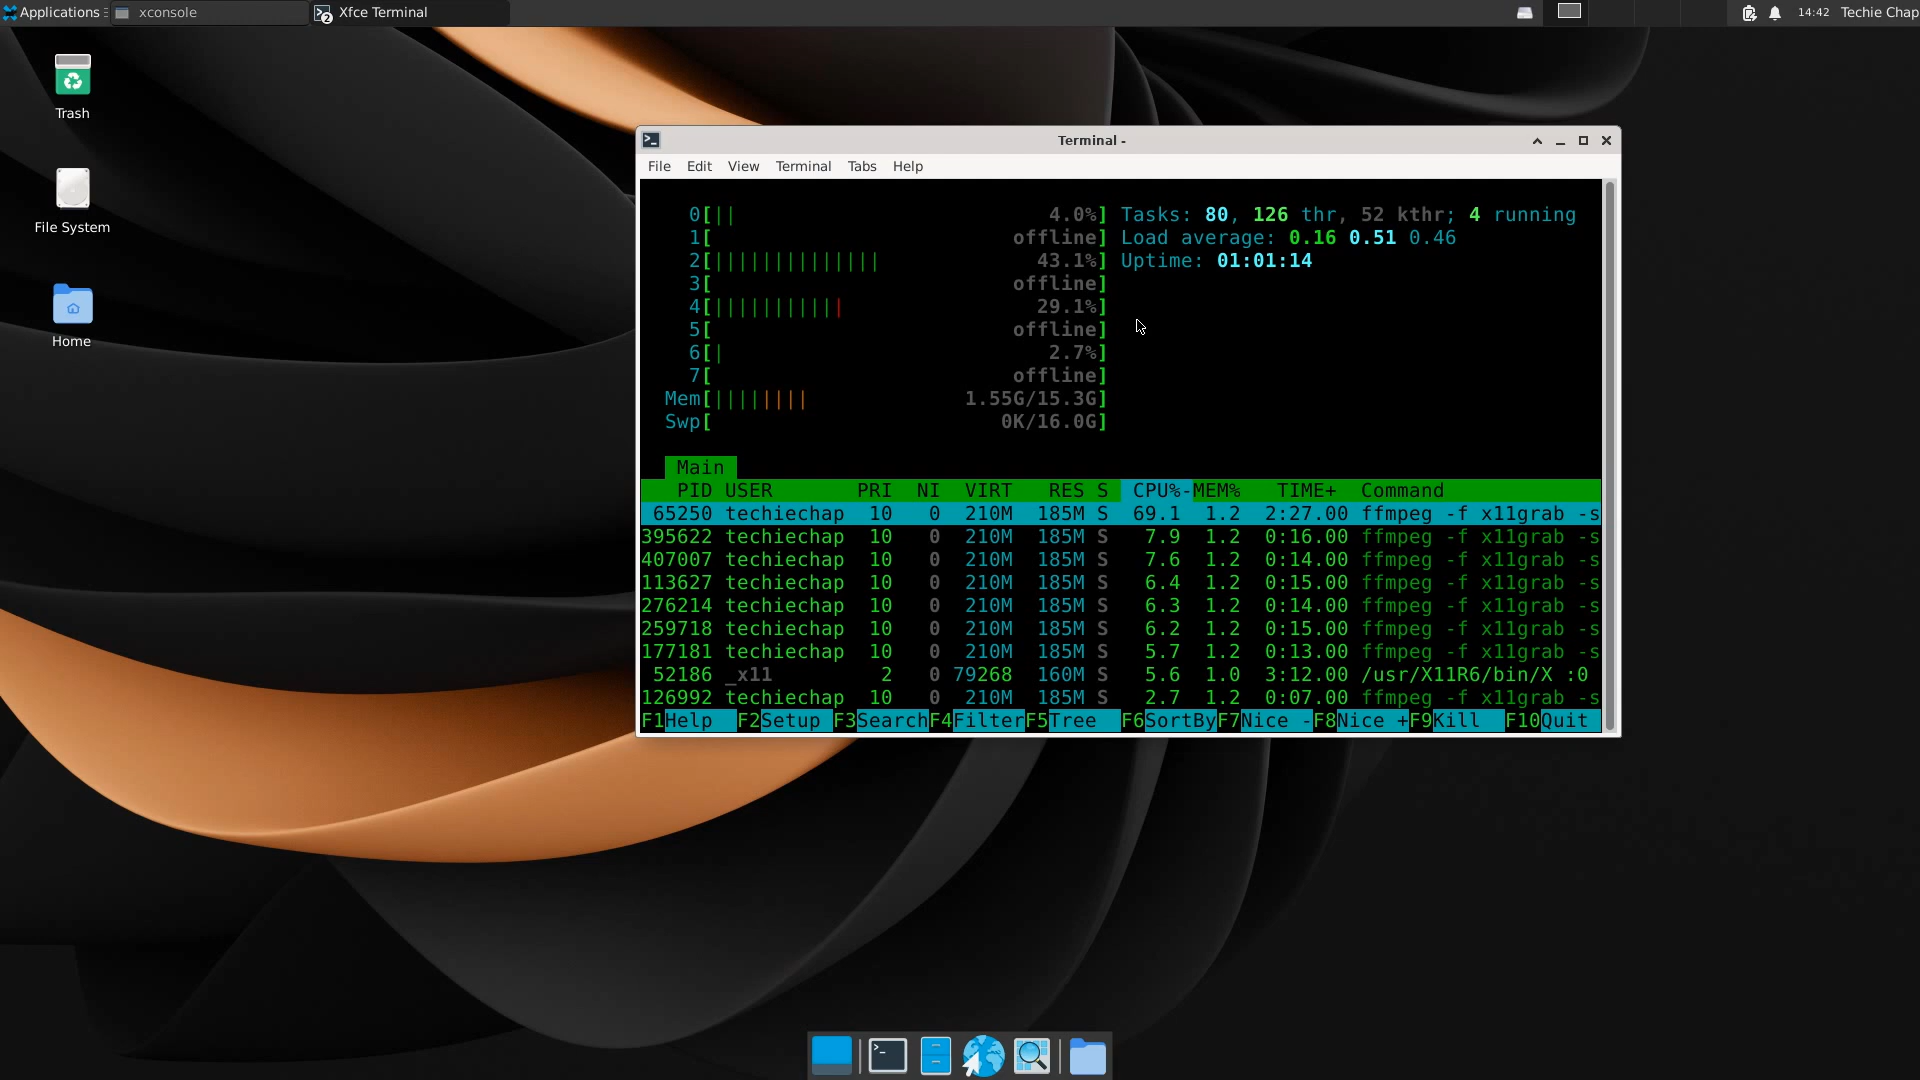 Applications xconsole Xfce Terminal 14:42 Techie Chap
Trash
File System
Home
Terminal -
File Edit View Terminal Tabs Help
0[|| 4.0%] Tasks: 80, 126 thr, 52 kthr; 4 running
1[ offline] Load average: 0.16 0.51 0.46
2[|||||||||||||| 43.1%] Uptime: 01:01:14
3[ offline]
4[||||||||||| 29.1%]
5[ offline]
6[| 2.7%]
7[ offline]
Mem[|||||||| 1.55G/15.3G]
Swp[ 0K/16.0G]
Main
PID USER PRI NI VIRT RES S CPU%-MEM% TIME+ Command
65250 techiechap 10 0 210M 185M S 69.1 1.2 2:27.00 ffmpeg -f x11grab -s
395622 techiechap 10 0 210M 185M S 7.9 1.2 0:16.00 ffmpeg -f x11grab -s
407007 techiechap 10 0 210M 185M S 7.6 1.2 0:14.00 ffmpeg -f x11grab -s
113627 techiechap 10 0 210M 185M S 6.4 1.2 0:15.00 ffmpeg -f x11grab -s
276214 techiechap 10 0 210M 185M S 6.3 1.2 0:14.00 ffmpeg -f x11grab -s
259718 techiechap 10 0 210M 185M S 6.2 1.2 0:15.00 ffmpeg -f x11grab -s
177181 techiechap 10 0 210M 185M S 5.7 1.2 0:13.00 ffmpeg -f x11grab -s
52186 _x11 2 0 79268 160M S 5.6 1.0 3:12.00 /usr/X11R6/bin/X :0
126992 techiechap 10 0 210M 185M S 2.7 1.2 0:07.00 ffmpeg -f x11grab -s
F1Help F2Setup F3SearchF4FilterF5Tree F6SortByF7Nice -F8Nice +F9Kill F10Quit